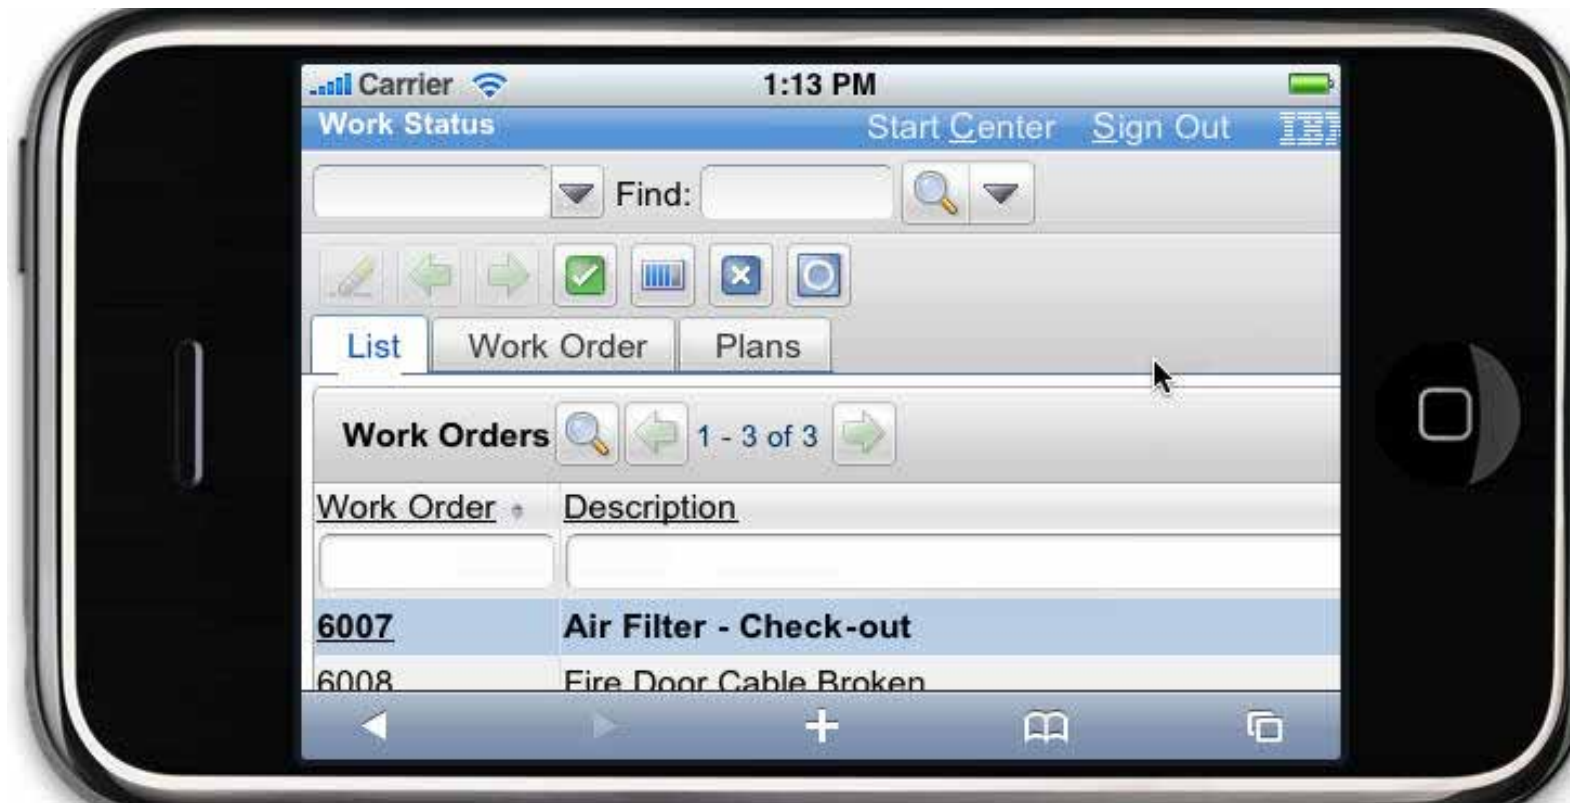 Carrier 1:13 PM
Work Status Start Center Sign Out IBM
Find:
List Work Order Plans
Work Orders 1 - 3 of 3
Work Order Description
6007 Air Filter - Check-out
6008 Fire Door Cable Broken